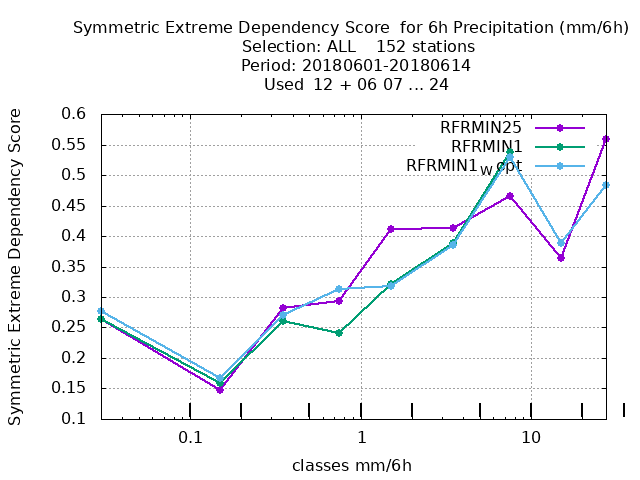 Symmetric Extreme Dependency Score  for 6h Precipitation (mm/6h)
Selection: ALL    152 stations
Period: 20180601-20180614
Used  12 + 06 07 ... 24
Symmetric Extreme Dependency Score
0.6
0.55
0.5
0.45
0.4
0.35
0.3
0.25
0.2
0.15
0.1
RFRMIN25
RFRMIN1
RFRMIN1wopt
0.1
1
10
classes mm/6h